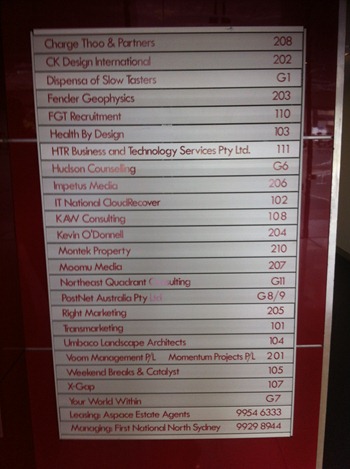 Charge Thoo & Partners 208
CK Design International 202
Dispensa of Slow Tasters G1
Fender Geophysics 203
FGT Recruitment 110
Health By Design 103
HTR Business and Technology Services Pty Ltd. 111
Hudson Counselling G6
Impetus Media 206
IT National CloudRecover 102
KAW Consulting 108
Kevin O'Donnell 204
Montek Property 210
Moomu Media 207
Northeast Quadrant Consulting G11
PostNet Australia Pty Ltd G8/9
Right Marketing 205
Transmarketing 101
Umbaco Landscape Architects 104
Voom Management P/L Momentum Projects P/L 201
Weekend Breaks & Catalyst 105
X-Gap 107
Your World Within G7
Leasing: Aspace Estate Agents 9954 6333
Managing: First National North Sydney 9929 8944